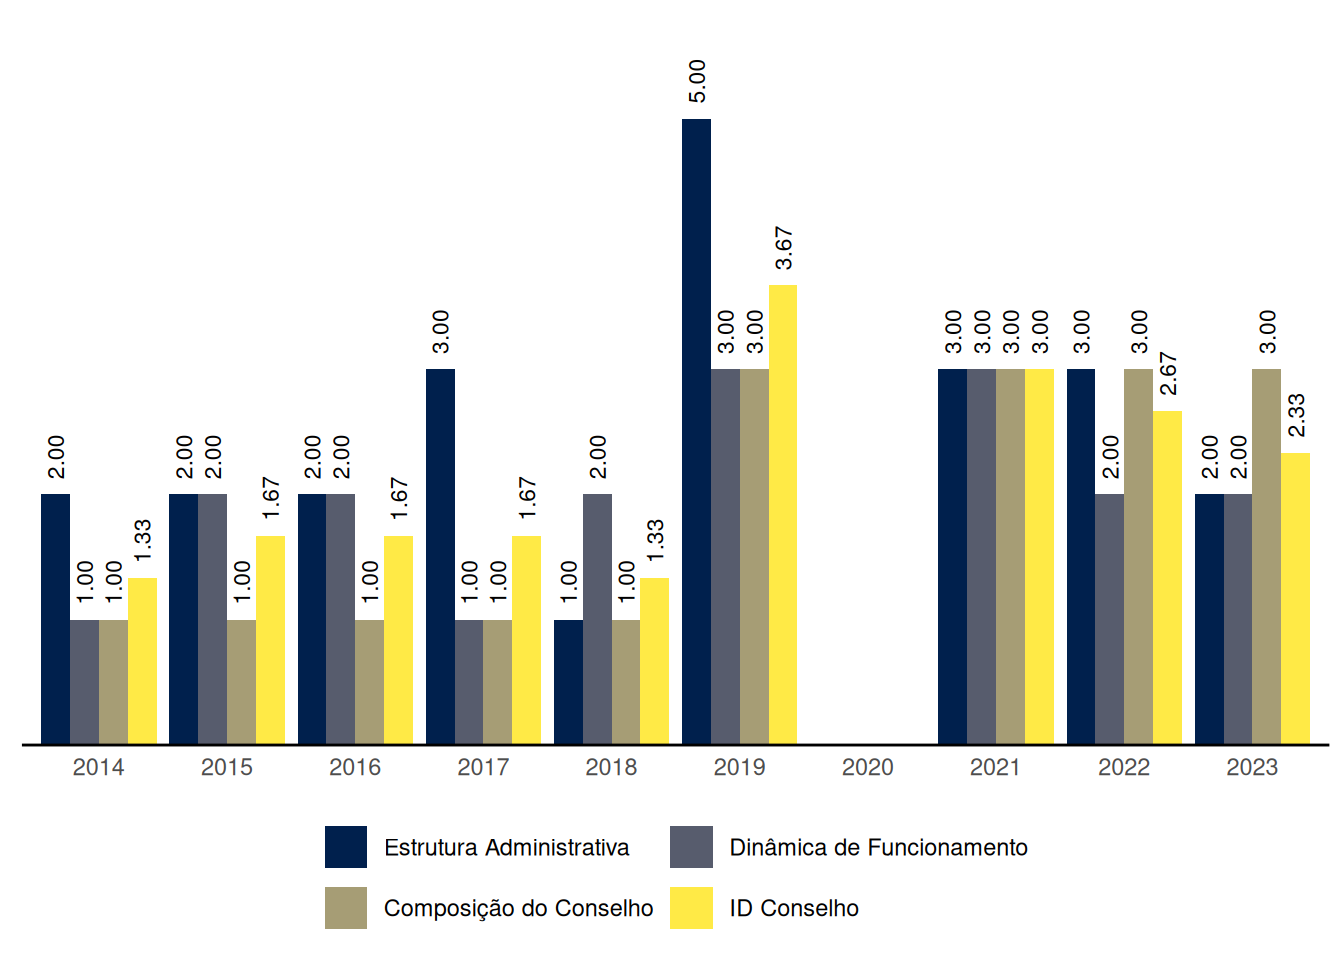 2.00 1.00 1.00 1.33 2.00 2.00 1.00 1.67 2.00 2.00 1.00 1.67 3.00 1.00 1.00 1.67 1.00 2.00 1.00 1.33 5.00 3.00 3.00 3.67 3.00 3.00 3.00 3.00 3.00 2.00 3.00 2.67 2.00 2.00 3.00 2.33
2014 2015 2016 2017 2018 2019 2020 2021 2022 2023
Estrutura Administrativa Dinâmica de Funcionamento
Composição do Conselho ID Conselho